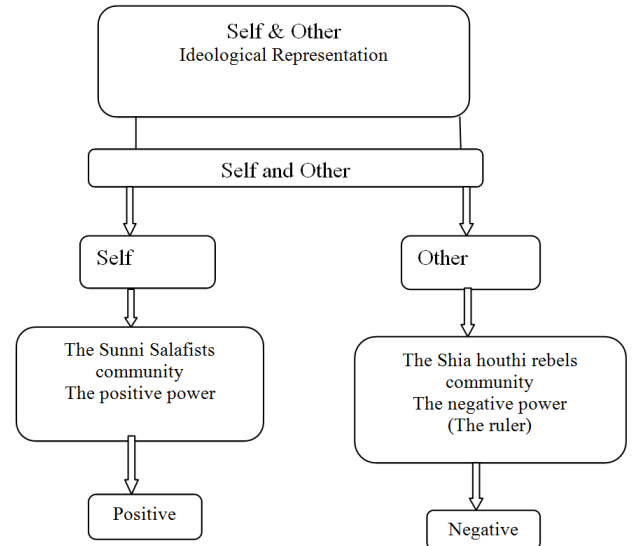 Self & Other
Ideological Representation
Self and Other
Self
Other
The Sunni Salafists
community
The positive power
The Shia houthi rebels
community
The negative power
(The ruler)
Positive
Negative